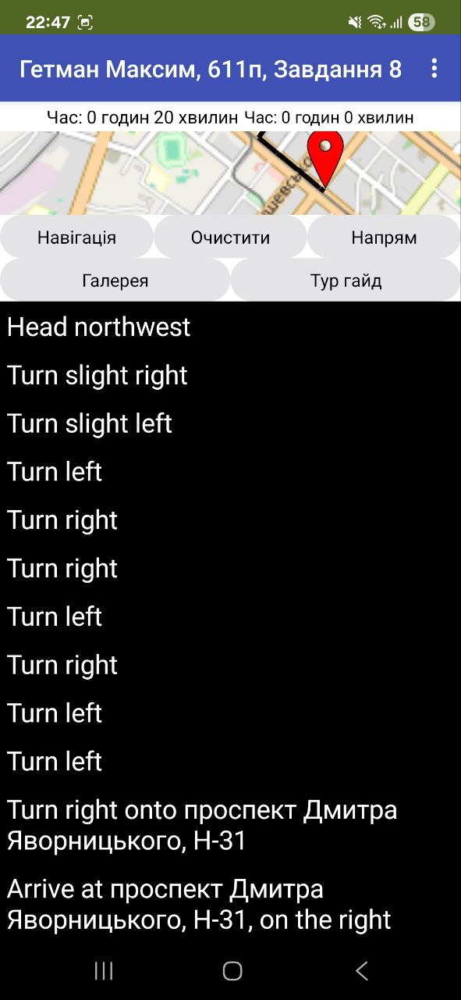 22:47
58
Гетман Максим, 611п, Завдання 8
Час: 0 годин 20 хвилин Час: 0 годин 0 хвилин
Навігація Очистити Напрям
Галерея Тур гайд
Head northwest
Turn slight right
Turn slight left
Turn left
Turn right
Turn right
Turn left
Turn right
Turn left
Turn left
Turn right onto проспект Дмитра
Яворницького, Н-31
Arrive at проспект Дмитра
Яворницького, Н-31, on the right